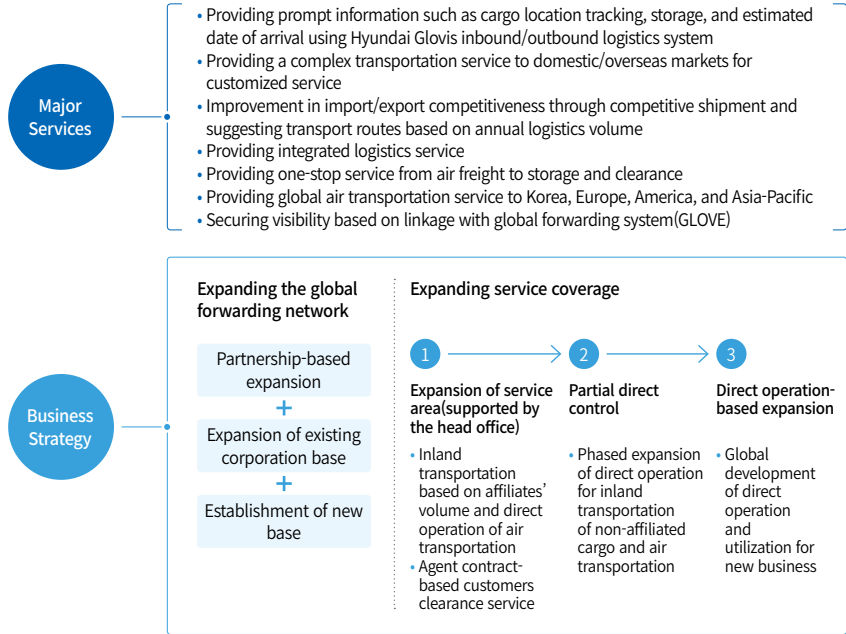 Major
Services
• Providing prompt information such as cargo location tracking, storage, and estimated
date of arrival using Hyundai Glovis inbound/outbound logistics system
• Providing a complex transportation service to domestic/overseas markets for
customized service
• Improvement in import/export competitiveness through competitive shipment and
suggesting transport routes based on annual logistics volume
• Providing integrated logistics service
• Providing one-stop service from air freight to storage and clearance
• Providing global air transportation service to Korea, Europe, America, and Asia-Pacific
• Securing visibility based on linkage with global forwarding system(GLOVE)
Business
Strategy
Expanding the global
forwarding network
Partnership-based
expansion
+
Expansion of existing
corporation base
+
Establishment of new
base
Expanding service coverage
1
Expansion of service
area(supported by
the head office)
• Inland
transportation
based on affiliates’
volume and direct
operation of air
transportation
• Agent contract-
based customers
clearance service
2
Partial direct
control
• Phased expansion
of direct operation
for inland
transportation
of non-affiliated
cargo and air
transportation
3
Direct operation-
based expansion
• Global
development
of direct
operation
and
utilization for
new business